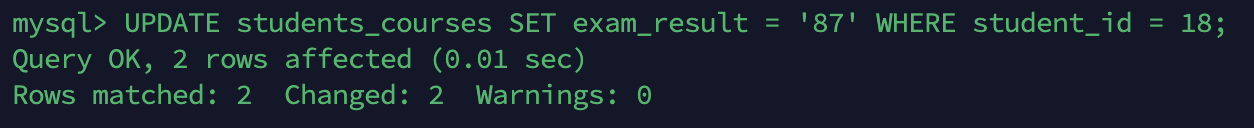 mysql> UPDATE students_courses SET exam_result = '87' WHERE student_id = 18;
Query OK, 2 rows affected (0.01 sec)
Rows matched: 2  Changed: 2  Warnings: 0